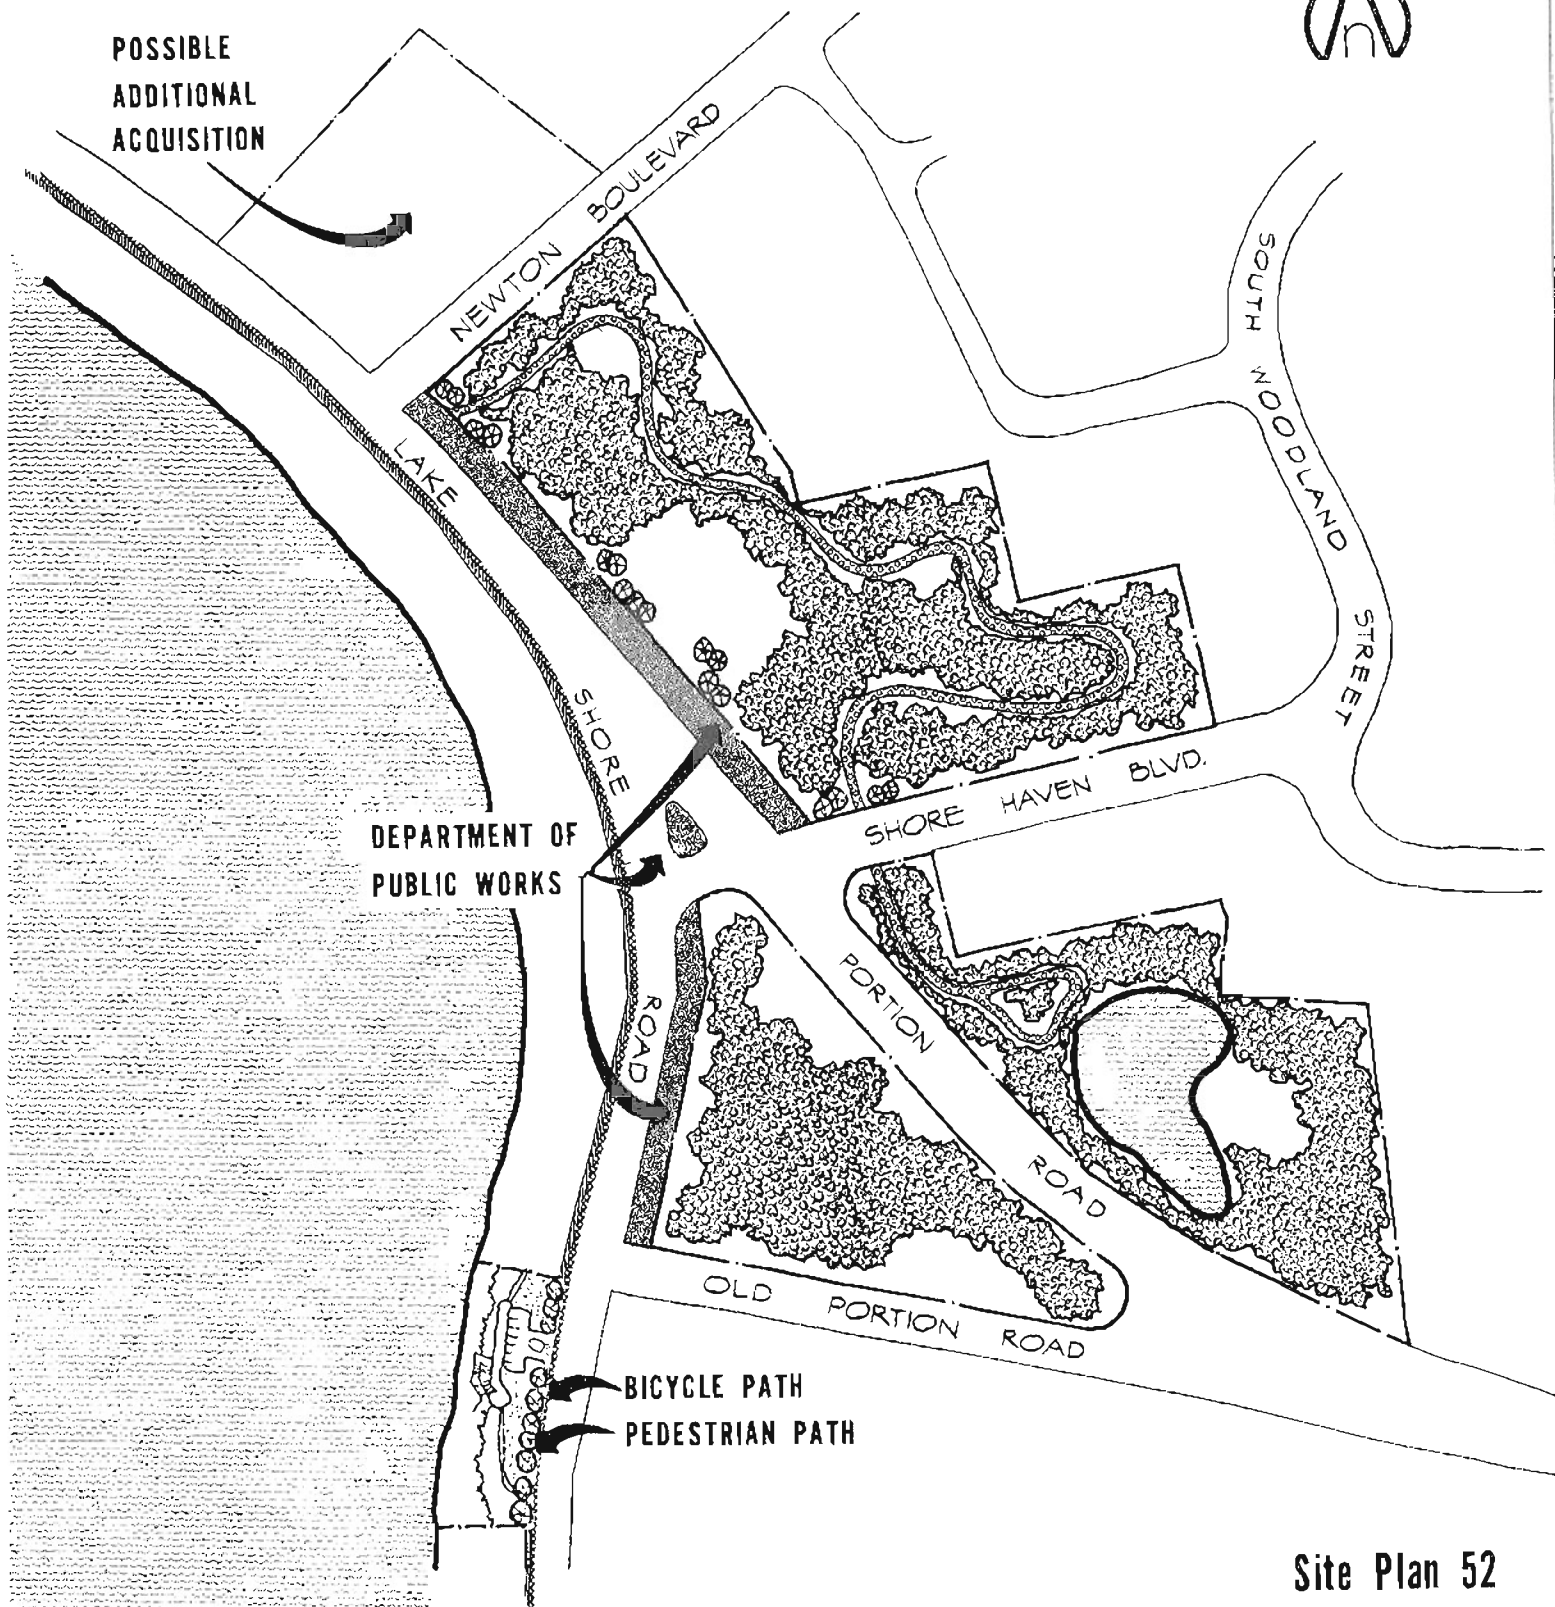 POSSIBLE
ADDITIONAL
ACQUISITION
n
NEWTON BOULEVARD
SOUTH WOODLAND STREET
LAKE SHORE ROAD
SHORE HAVEN BLVD.
DEPARTMENT OF
PUBLIC WORKS
PORTION ROAD
OLD PORTION ROAD
BICYCLE PATH
PEDESTRIAN PATH
Site Plan 52